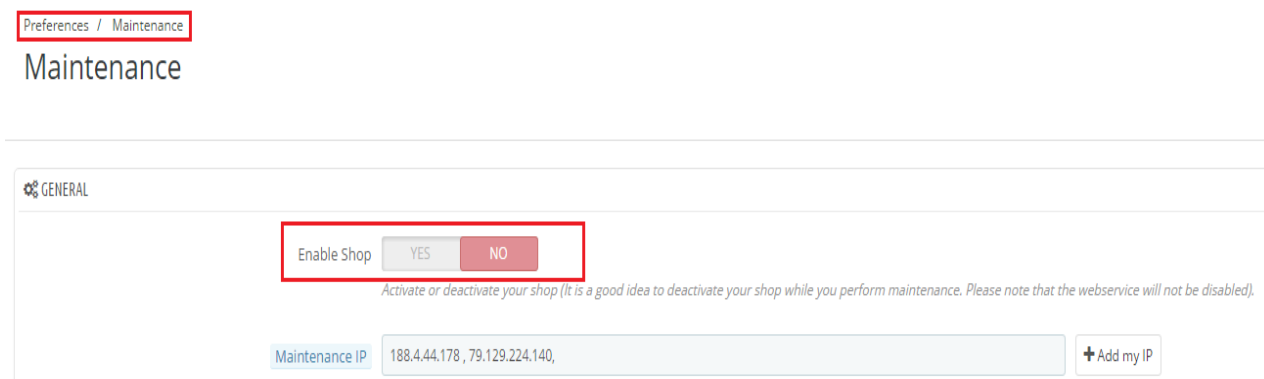 Preferences / Maintenance
Maintenance
GENERAL
Enable Shop YES NO
Activate or deactivate your shop (It is a good idea to deactivate your shop while you perform maintenance. Please note that the webservice will not be disabled).
Maintenance IP 188.4.44.178 , 79.129.224.140, + Add my IP